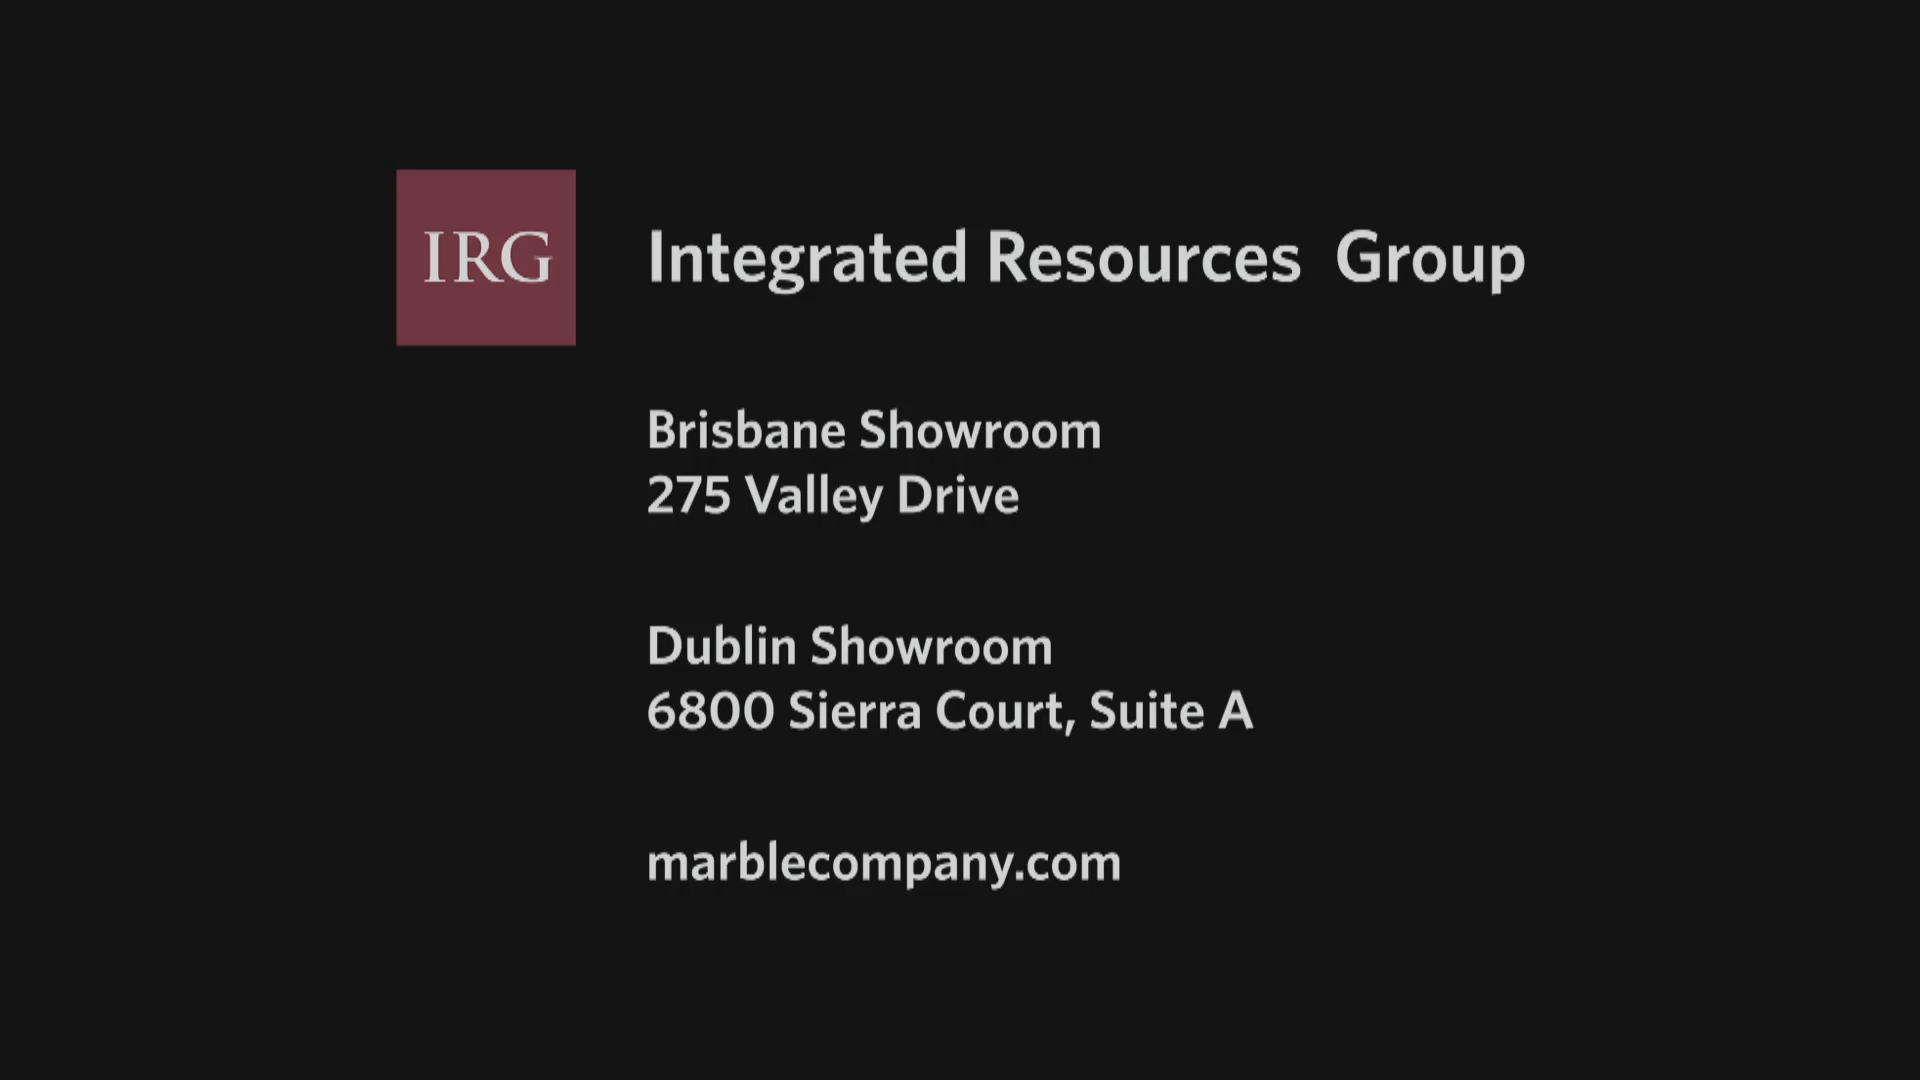 IRG
Integrated Resources Group
Brisbane Showroom
275 Valley Drive
Dublin Showroom
6800 Sierra Court, Suite A
marblecompany.com